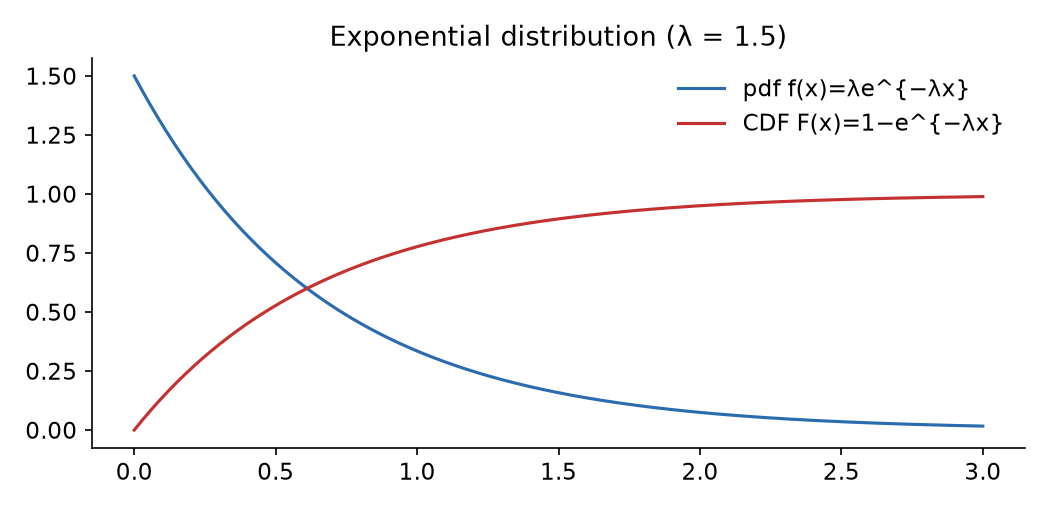 Exponential distribution (λ = 1.5)
pdf f(x)=λe^{−λx}
CDF F(x)=1−e^{−λx}
1.50
1.25
1.00
0.75
0.50
0.25
0.00
0.0 0.5 1.0 1.5 2.0 2.5 3.0